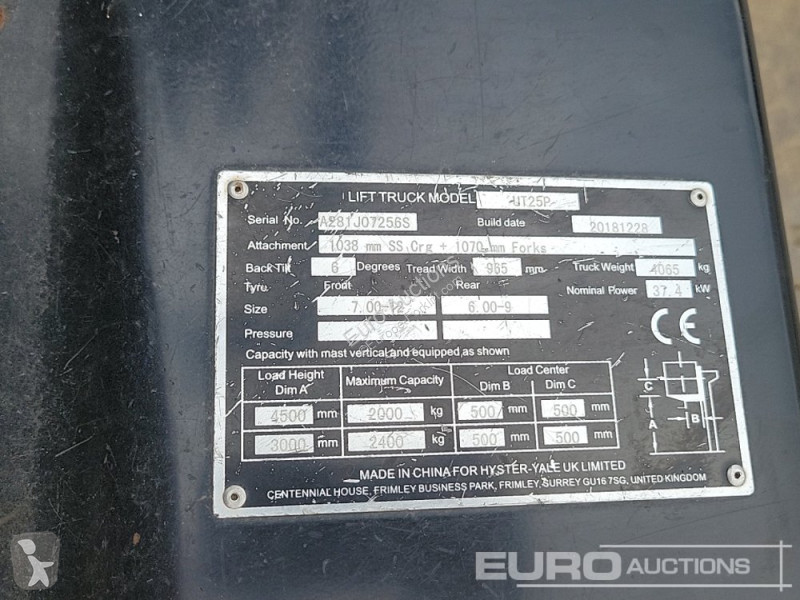 LIFT TRUCK MODEL UT25P
Serial No. A281J07256S Build date 20181228
Attachment 1038 mm SS Crg + 1070 mm Forks
Back Tilt 6 Degrees Tread Width 965 mm Truck Weight 4065 kg
Tyre Front Rear Nominal Power 37.4 kW
Size 7.00-12 6.00-9
Pressure
CE
Capacity with mast vertical and equipped as shown
Load Height Dim A Maximum Capacity Load Center
Dim B Dim C
4500 mm 2000 kg 500 mm 500 mm
3000 mm 2400 kg 500 mm 500 mm
C
A
B
MADE IN CHINA FOR HYSTER-YALE UK LIMITED
CENTENNIAL HOUSE, FRIMLEY BUSINESS PARK, FRIMLEY, SURREY GU16 7SG, UNITED KINGDOM
EURO AUCTIONS